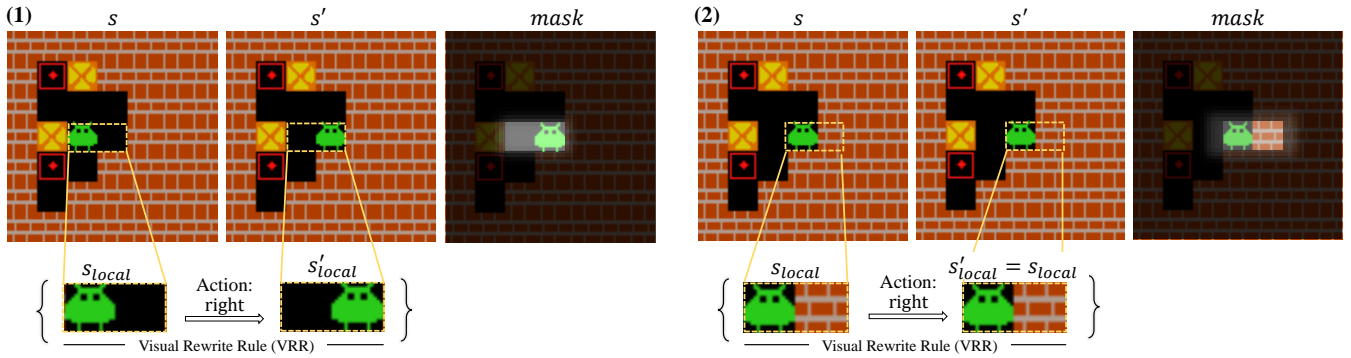 (1) s s′ mask
s_local Action: right s′_local
{ }
Visual Rewrite Rule (VRR)
(2) s s′ mask
s_local Action: right s′_local = s_local
{ }
Visual Rewrite Rule (VRR)